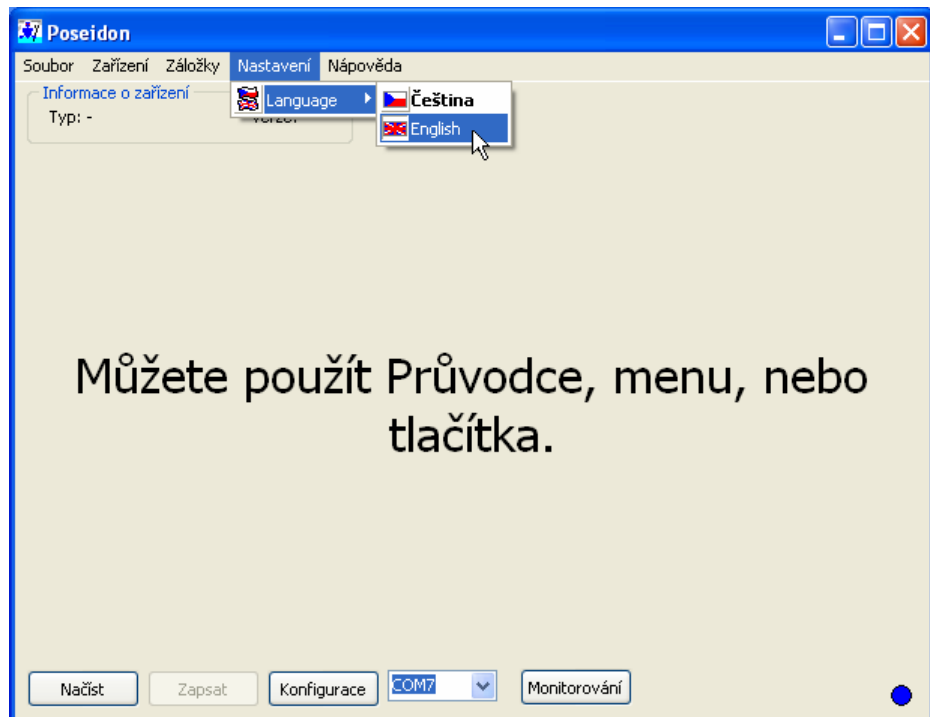 Poseidon
Soubor Zařízení Záložky Nastavení Nápověda
Informace o zařízení
Language
Čeština
Typ: -
English
Můžete použít Průvodce, menu, nebo
tlačítka.
Načíst Zapsat Konfigurace COM7 Monitorování